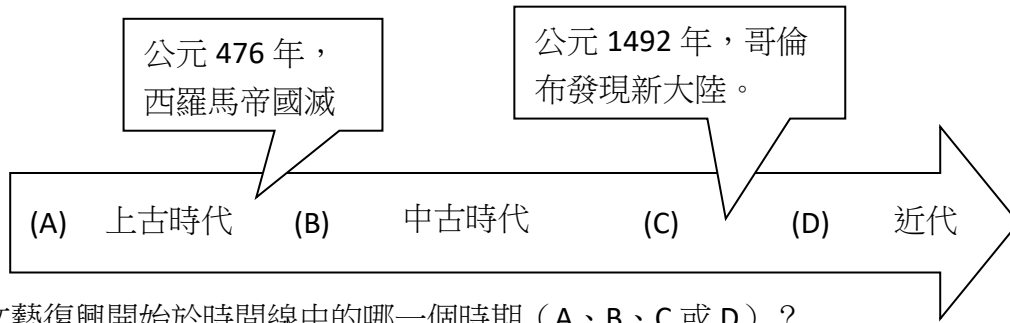 公元 476 年，
西羅馬帝國滅
公元 1492 年，哥倫
布發現新大陸。
(A) 上古時代 (B) 中古時代 (C) (D) 近代
文藝復興開始於時間線中的哪一個時期（A、B、C 或 D）？